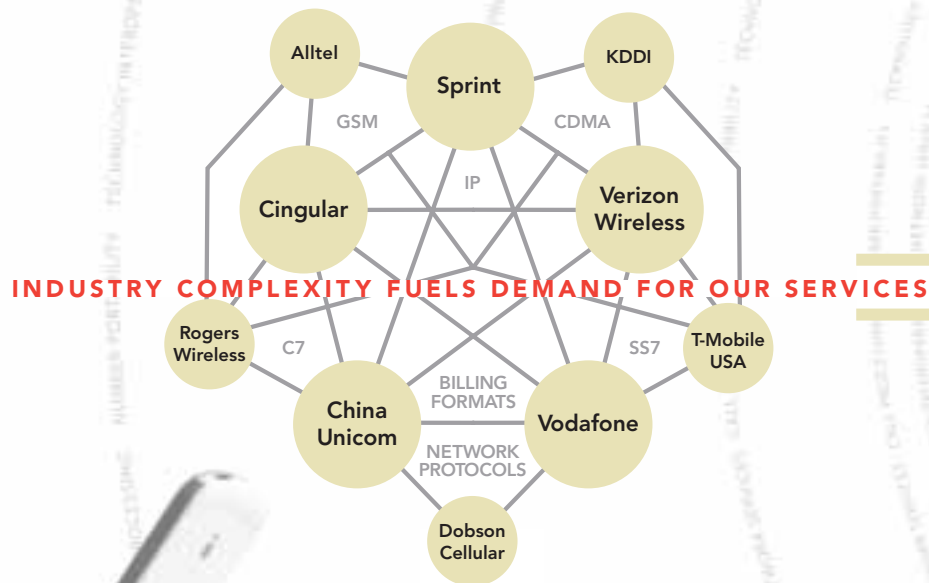 Alltel
Sprint
KDDI
GSM
CDMA
IP
Cingular
Verizon
Wireless
INDUSTRY COMPLEXITY FUELS DEMAND FOR OUR SERVICES
Rogers
Wireless
C7
SS7
T-Mobile
USA
BILLING
FORMATS
China
Unicom
Vodafone
NETWORK
PROTOCOLS
Dobson
Cellular